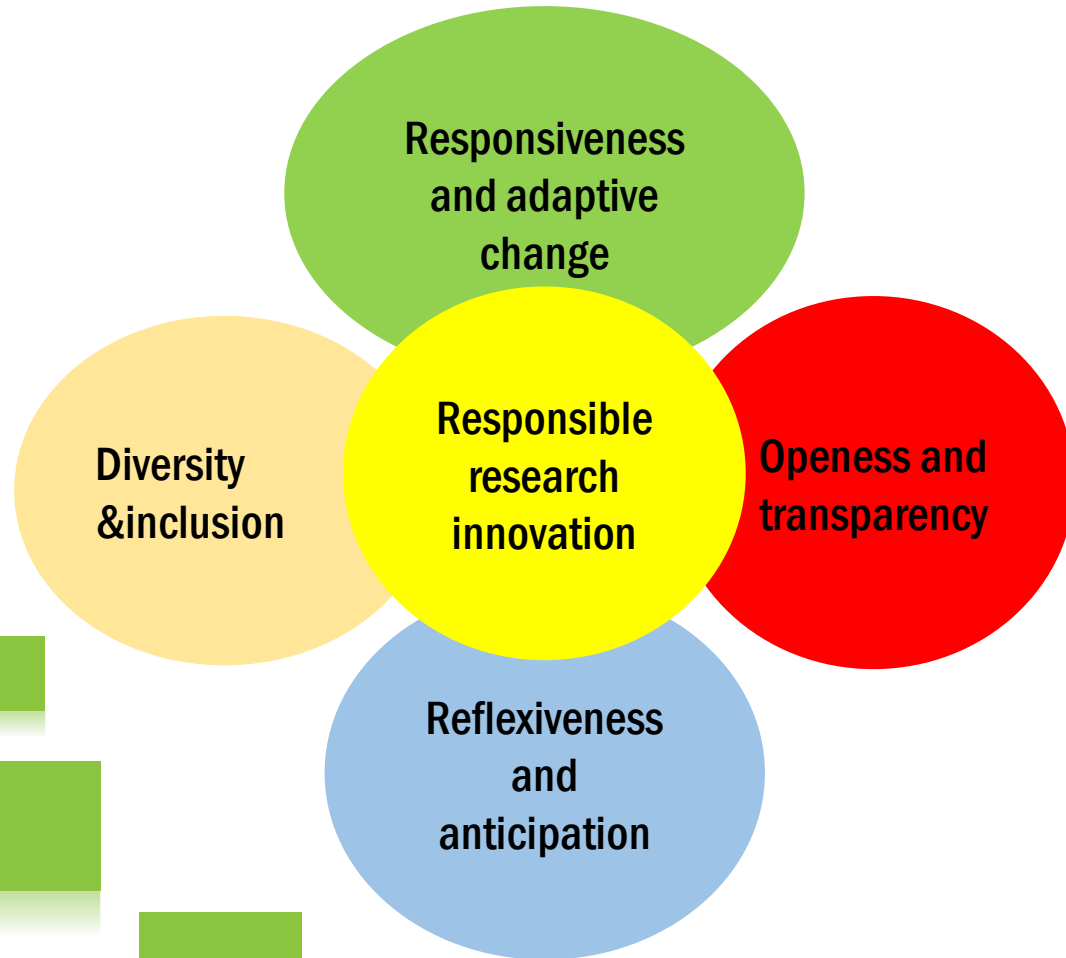 Responsiveness
and adaptive
change
Diversity
&inclusion
Responsible
research
innovation
Openess and
transparency
Reflexiveness
and
anticipation